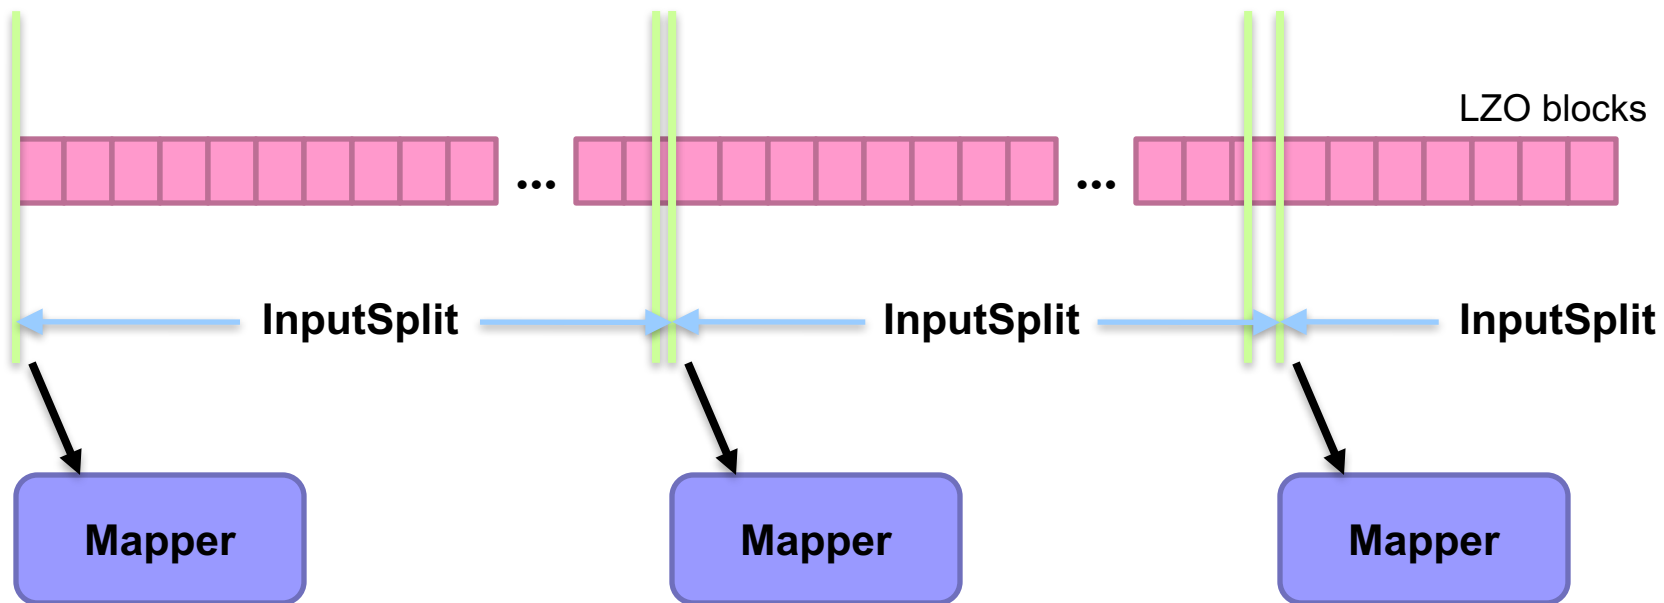 LZO blocks
...
...
InputSplit
InputSplit
InputSplit
Mapper
Mapper
Mapper